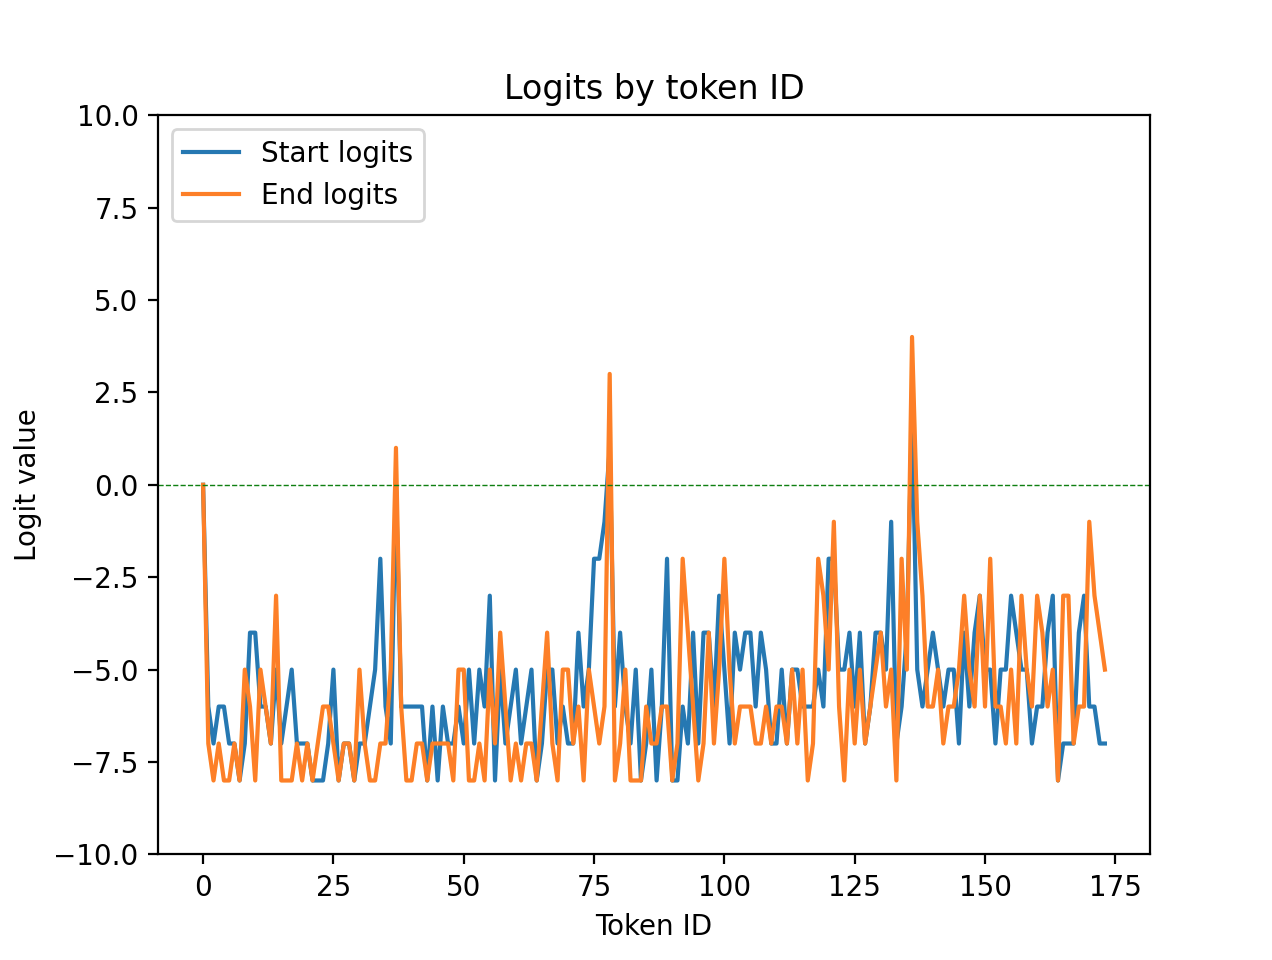 Logits by token ID
Start logits
End logits
10.0
7.5
5.0
2.5
0.0
−2.5
−5.0
−7.5
−10.0
Logit value
0 25 50 75 100 125 150 175
Token ID